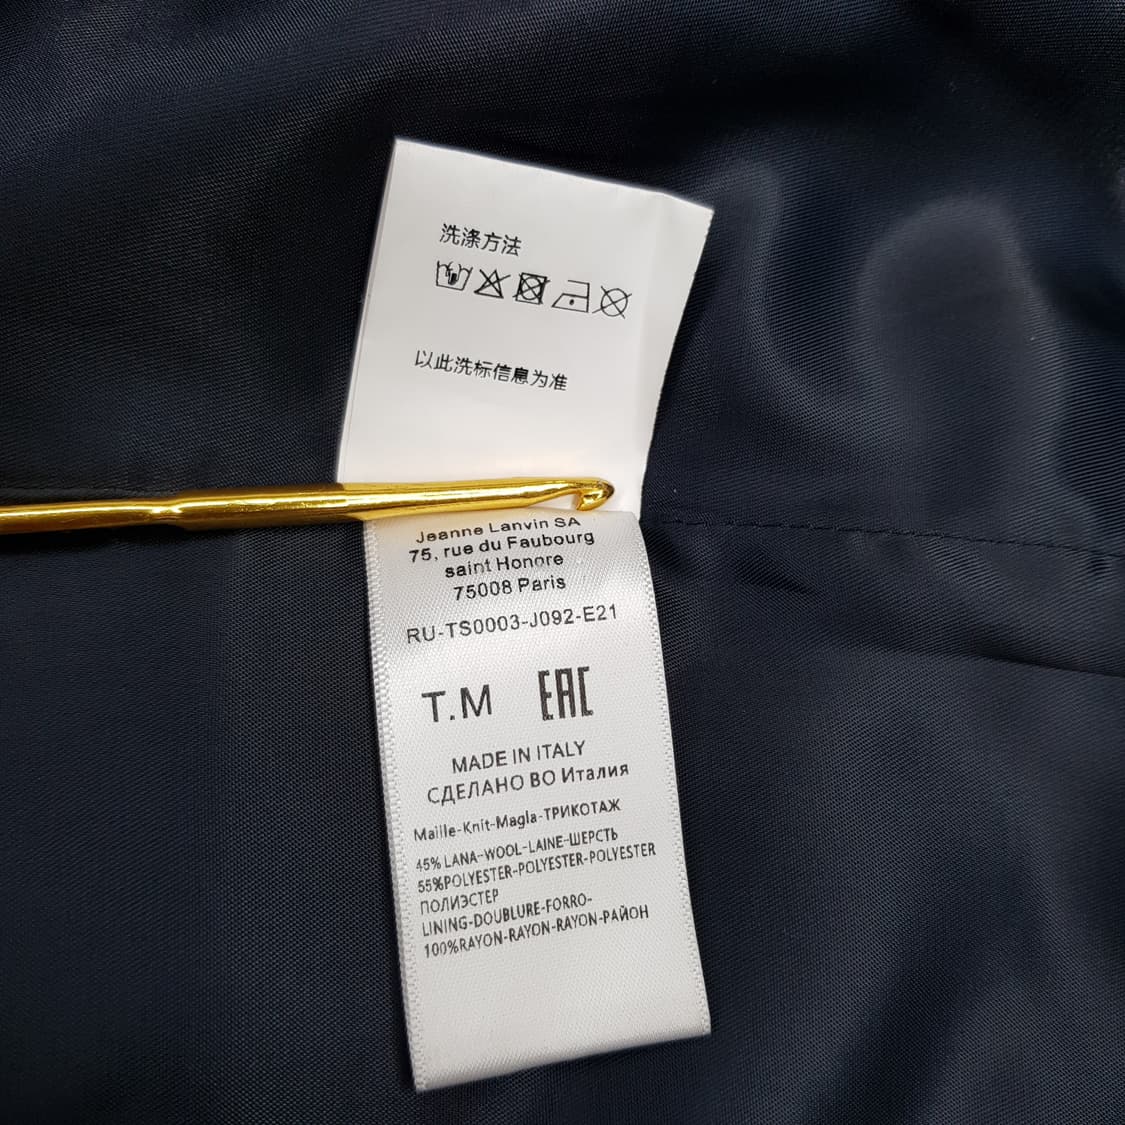 洗涤方法
以此洗标信息为准
Jeanne Lanvin SA
75, rue du Faubourg
saint Honore
75008 Paris
RU-TS0003-J092-E21
T.M EAC
MADE IN ITALY
СДЕЛАНО ВО Италия
Maille-Knit-Magla-ТРИКОТАЖ
45% LANA-WOOL-LAINE-ШЕРСТЬ
55%POLYESTER-POLYESTER-POLYESTER
ПОЛИЭСТЕР
LINING-DOUBLURE-FORRO-
100%RAYON-RAYON-RAYON-РАЙОН